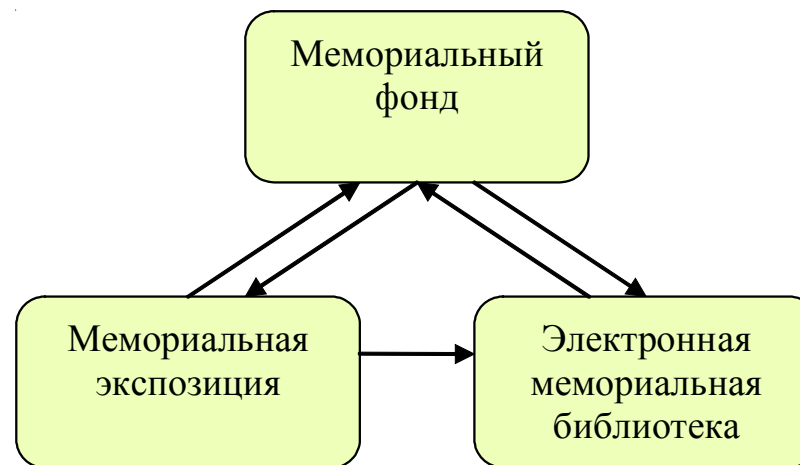 Мемориальный
фонд
Мемориальная
экспозиция
Электронная
мемориальная
библиотека